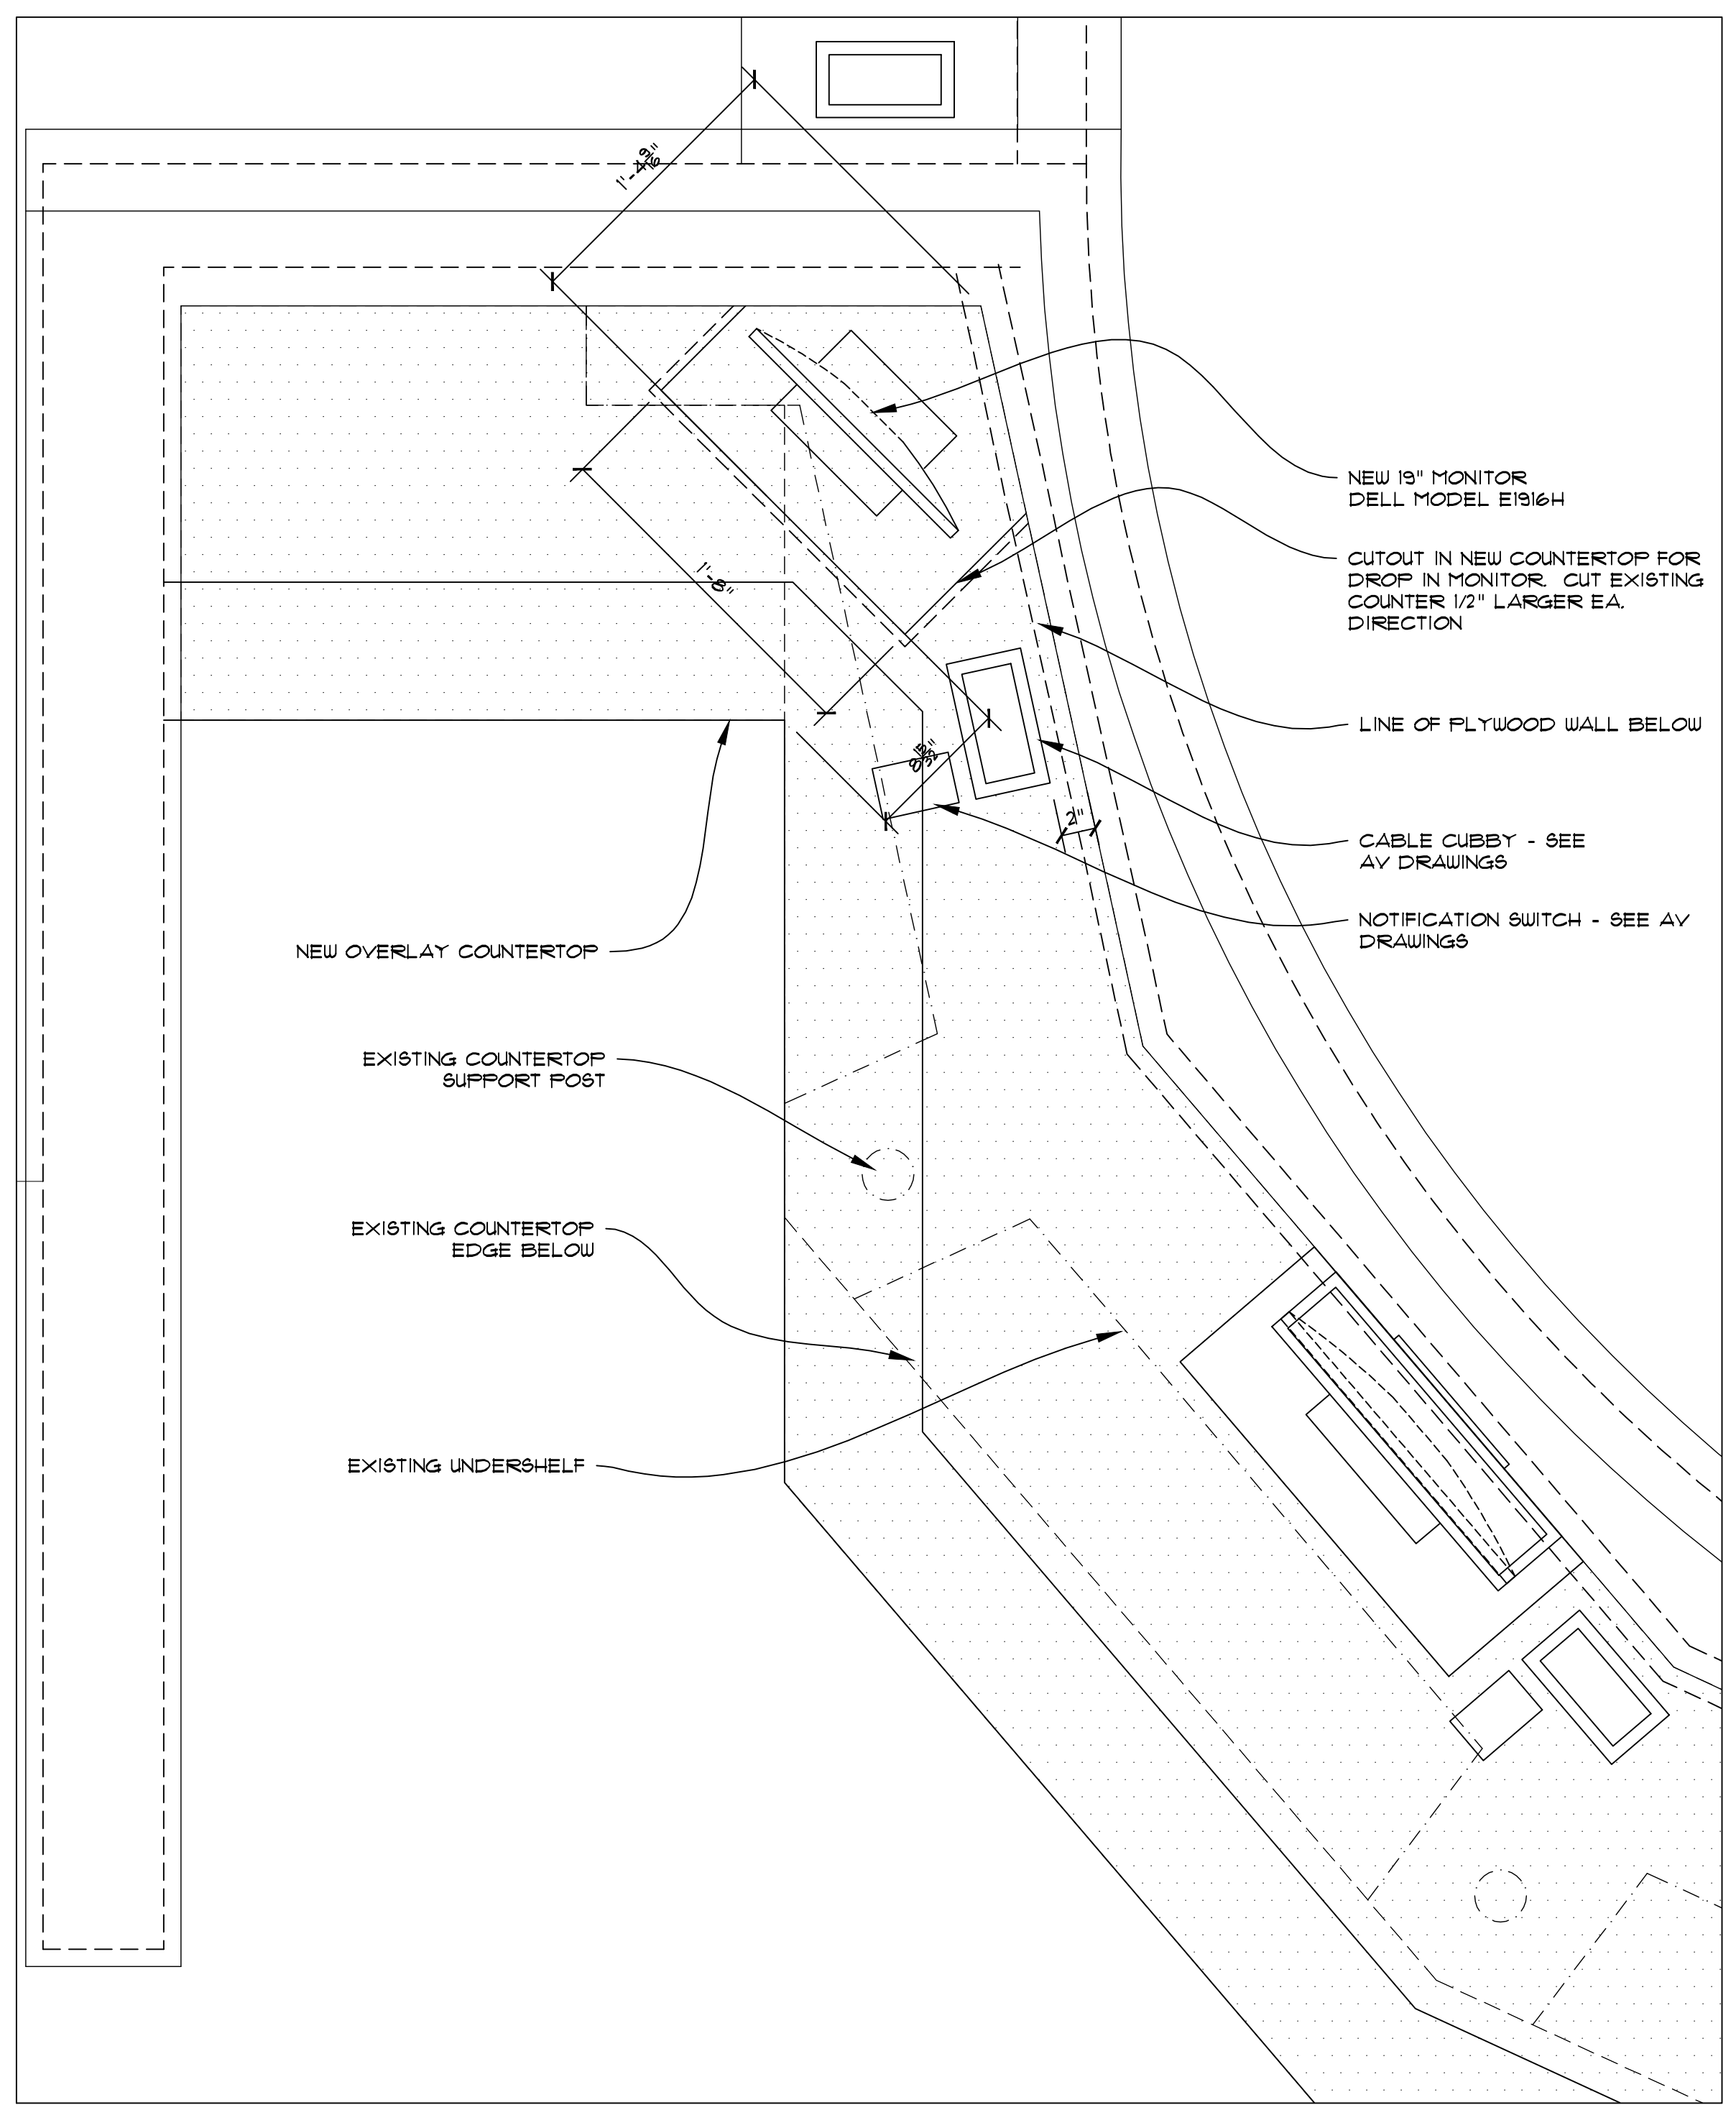 1'-4 9/16"
NEW 19" MONITOR
DELL MODEL E1916H
CUTOUT IN NEW COUNTERTOP FOR
DROP IN MONITOR. CUT EXISTING
COUNTER 1/2" LARGER EA.
DIRECTION
1'-8"
LINE OF PLYWOOD WALL BELOW
8 15/32"
2"
CABLE CUBBY - SEE
AV DRAWINGS
NOTIFICATION SWITCH - SEE AV
DRAWINGS
NEW OVERLAY COUNTERTOP
EXISTING COUNTERTOP
SUPPORT POST
EXISTING COUNTERTOP
EDGE BELOW
EXISTING UNDERSHELF